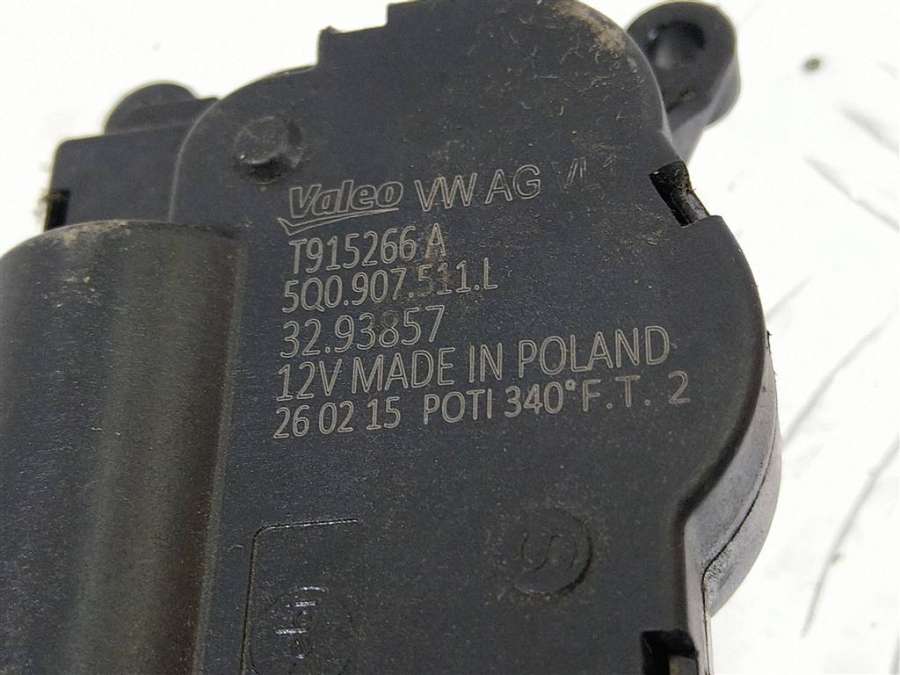 Valeo VW AG
T915266 A
5Q0.907.511.L
32.93857
12V MADE IN POLAND
26 02 15 POTI 340° F.T. 2
S